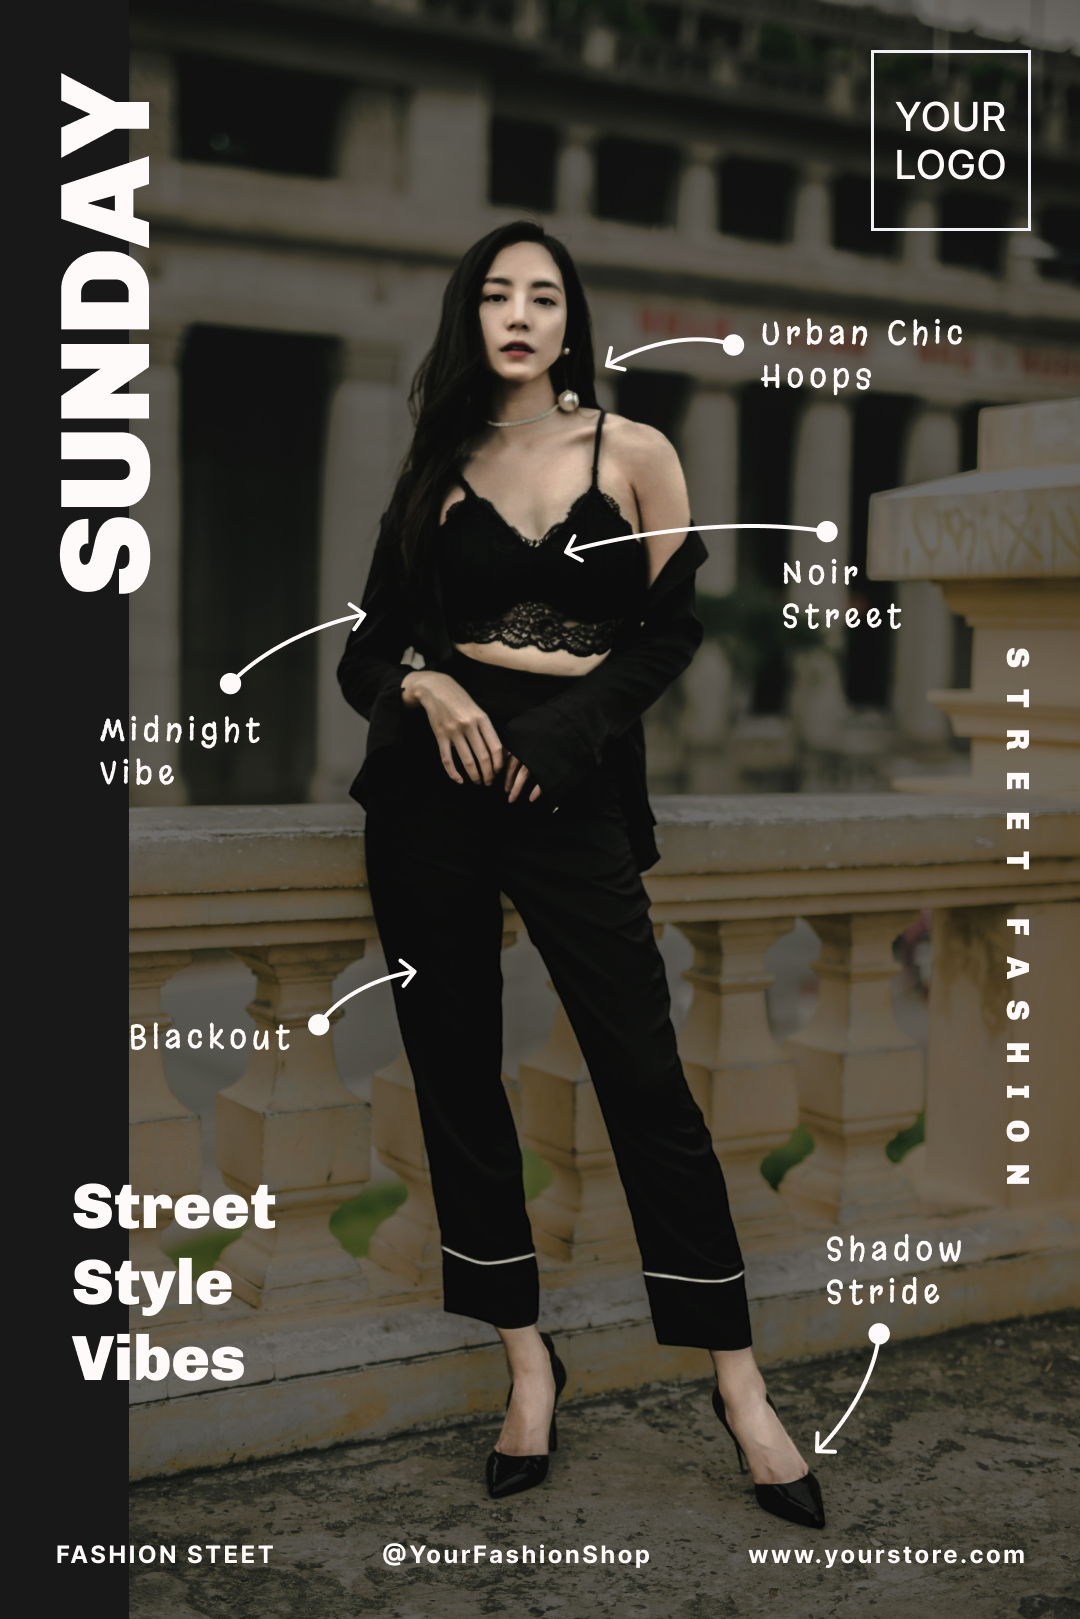 SUNDAY
YOUR
LOGO
Urban Chic
Hoops
Noir
Street
Midnight
Vibe
STREET FASHION
Blackout
Street
Style
Vibes
Shadow
Stride
FASHION STEET
@YourFashionShop
www.yourstore.com